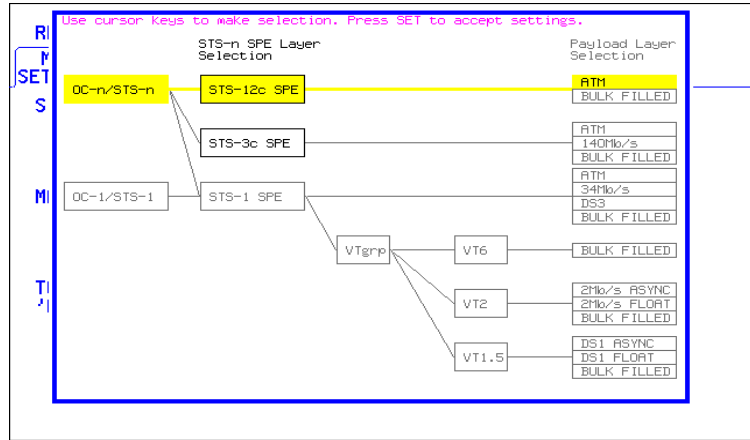 Use cursor keys to make selection. Press SET to accept settings.
STS-n SPE Layer
Selection
Payload Layer
Selection
OC-n/STS-n
STS-12c SPE
ATM
BULK FILLED
STS-3c SPE
ATM
140Mb/s
BULK FILLED
OC-1/STS-1
STS-1 SPE
ATM
34Mb/s
DS3
BULK FILLED
VTgrp
VT6
BULK FILLED
VT2
2Mb/s ASYNC
2Mb/s FLOAT
BULK FILLED
VT1.5
DS1 ASYNC
DS1 FLOAT
BULK FILLED
SET